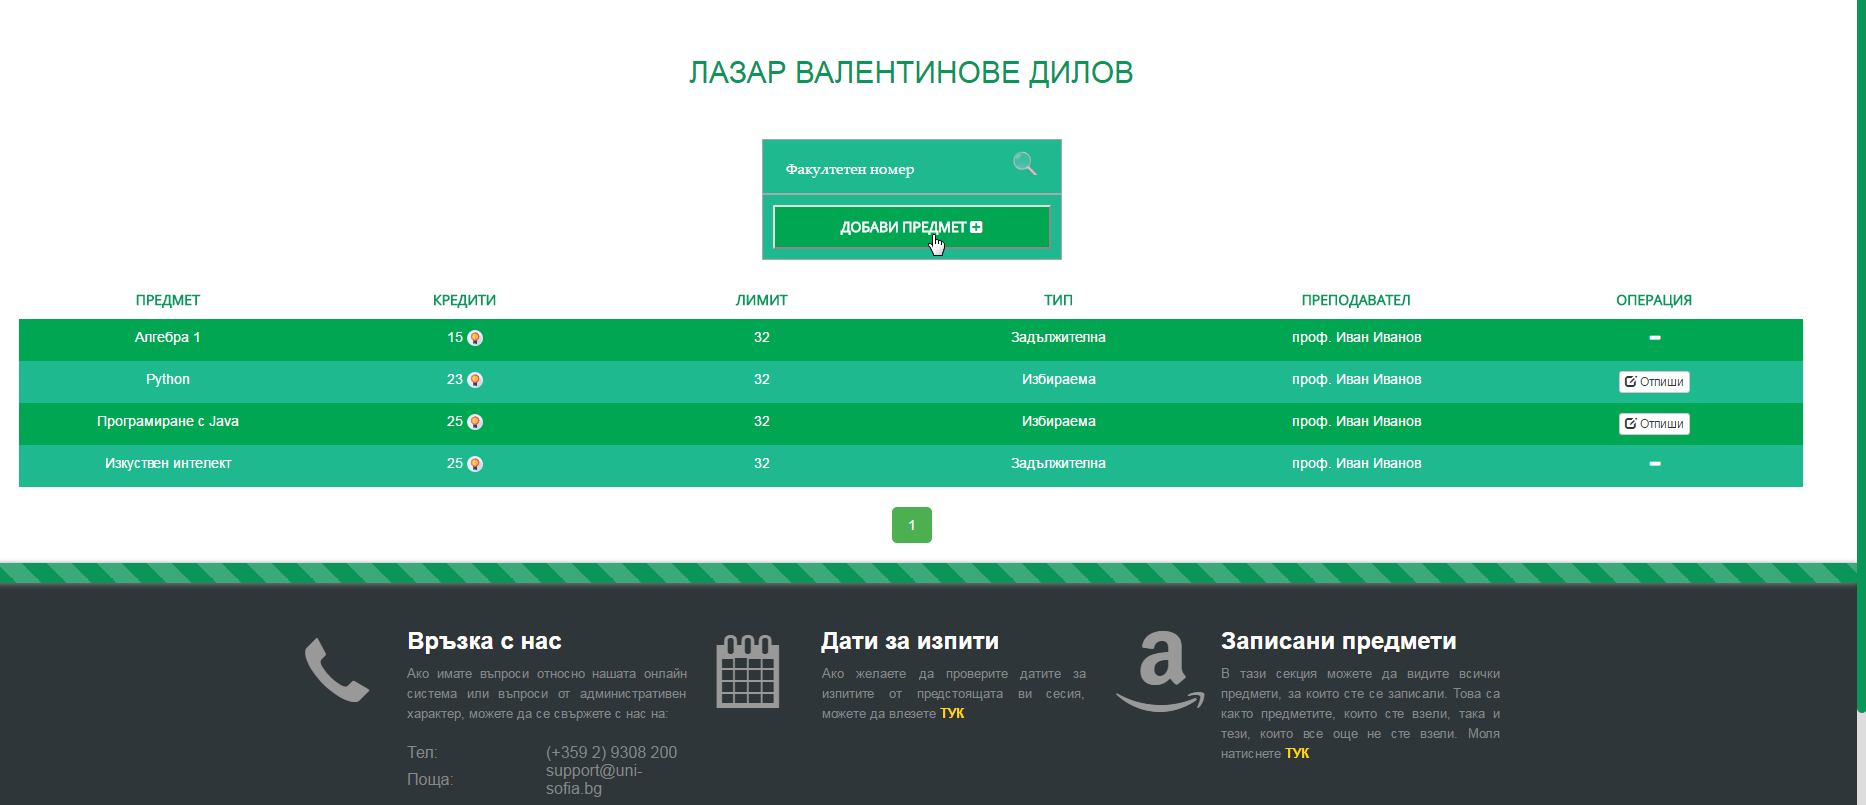 ЛАЗАР ВАЛЕНТИНОВЕ ДИЛОВ
Факултетен номер
ДОБАВИ ПРЕДМЕТ
ПРЕДМЕТ КРЕДИТИ ЛИМИТ ТИП ПРЕПОДАВАТЕЛ ОПЕРАЦИЯ
Алгебра 1 15 32 Задължителна проф. Иван Иванов
Python 23 32 Избираема проф. Иван Иванов Отпиши
Програмиране с Java 25 32 Избираема проф. Иван Иванов Отпиши
Изкуствен интелект 25 32 Задължителна проф. Иван Иванов
1
Връзка с нас
Ако имате въпроси относно нашата онлайн
система или въпроси от административен
характер, можете да се свържете с нас на:
Тел: (+359 2) 9308 200
Поща: support@uni-
sofia.bg
Дати за изпити
Ако желаете да проверите датите за
изпитите от предстоящата ви сесия,
можете да влезете ТУК
Записани предмети
В тази секция можете да видите всички
предмети, за които сте се записали. Това са
както предметите, които сте взели, така и
тези, които все още не сте взели. Моля
натиснете ТУК